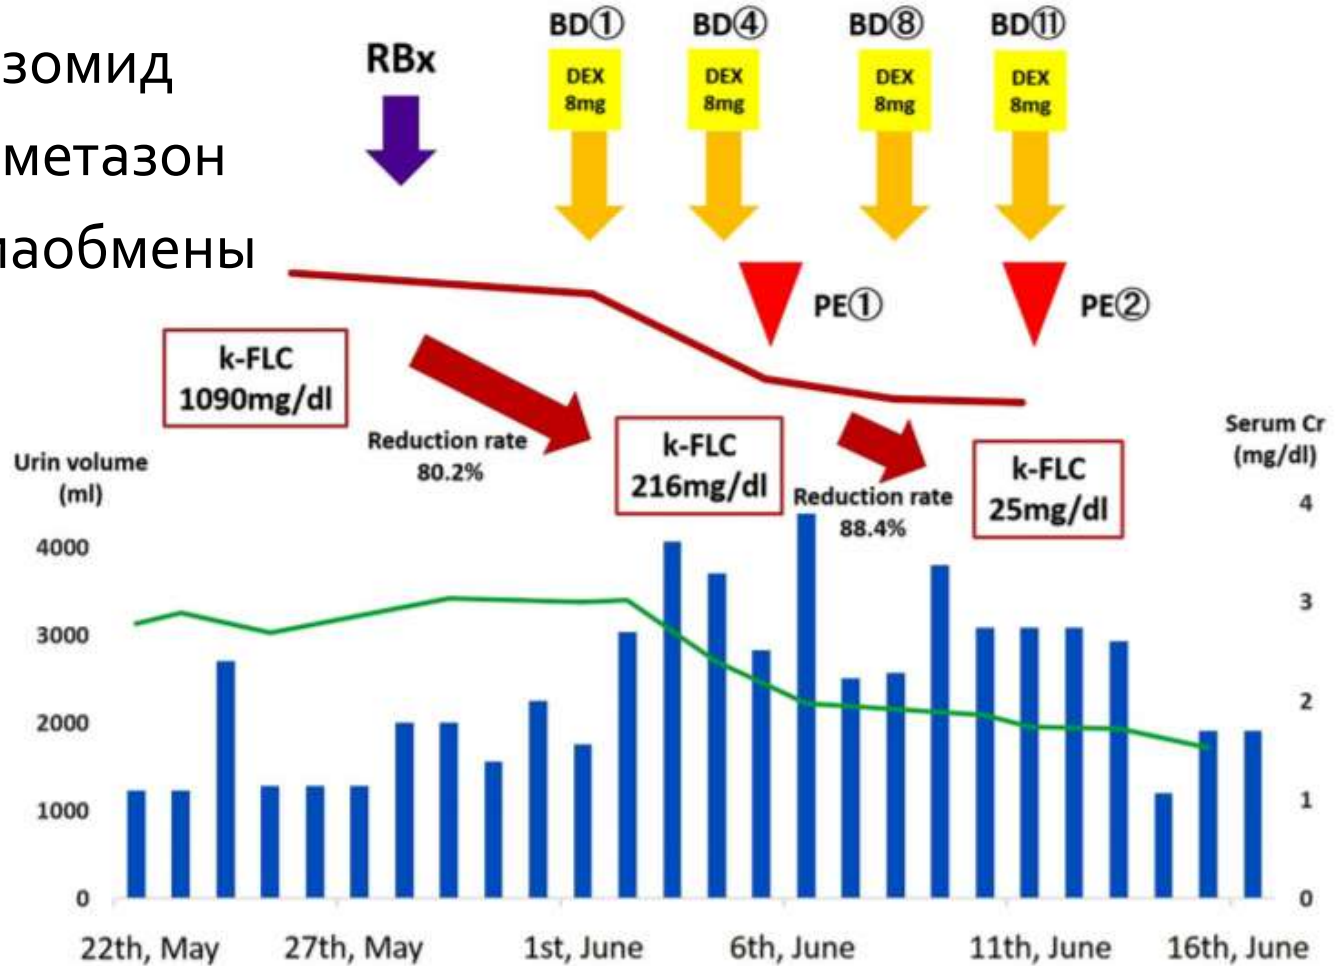 зомид
метазон
лаобмены
RBx
BD①
DEX
8mg
BD④
DEX
8mg
BD⑧
DEX
8mg
BD⑪
DEX
8mg
PE①
PE②
k-FLC
1090mg/dl
Reduction rate
80.2%
k-FLC
216mg/dl
Reduction rate
88.4%
k-FLC
25mg/dl
Urin volume
(ml)
4000
3000
2000
1000
0
Serum Cr
(mg/dl)
4
3
2
1
0
22th, May
27th, May
1st, June
6th, June
11th, June
16th, June